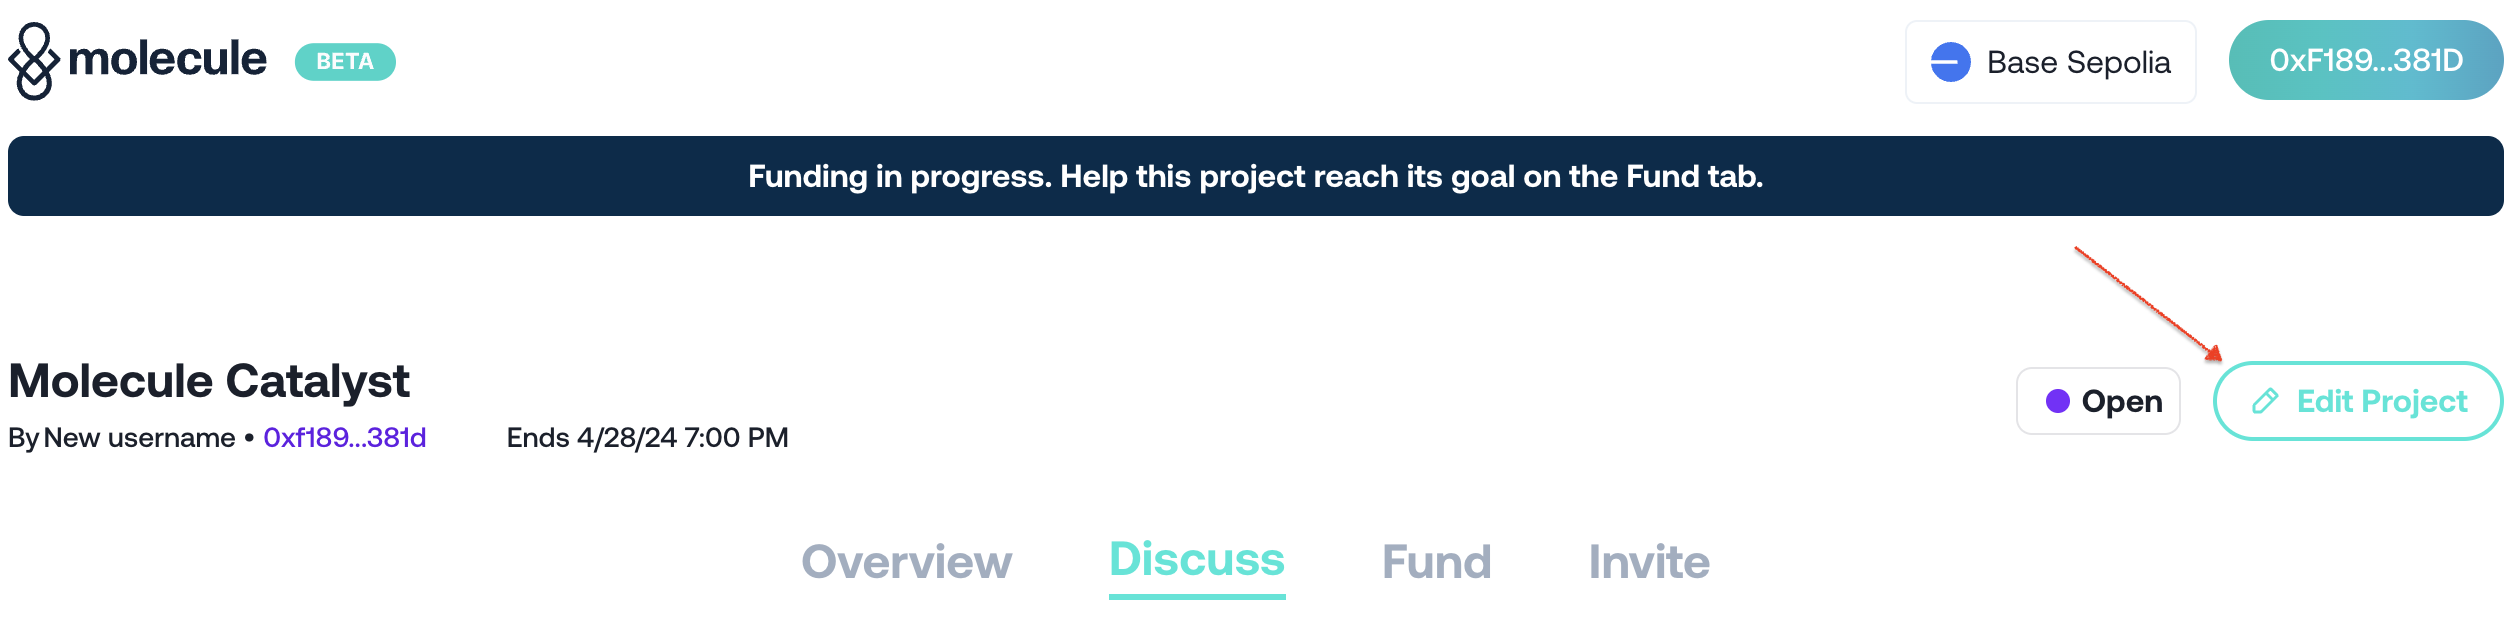 molecule BETA Base Sepolia 0xF189...381D
Funding in progress. Help this project reach its goal on the Fund tab.
Molecule Catalyst
Open Edit Project
By New username • 0xf189...381d Ends 4/28/24 7:00 PM
Overview Discuss Fund Invite